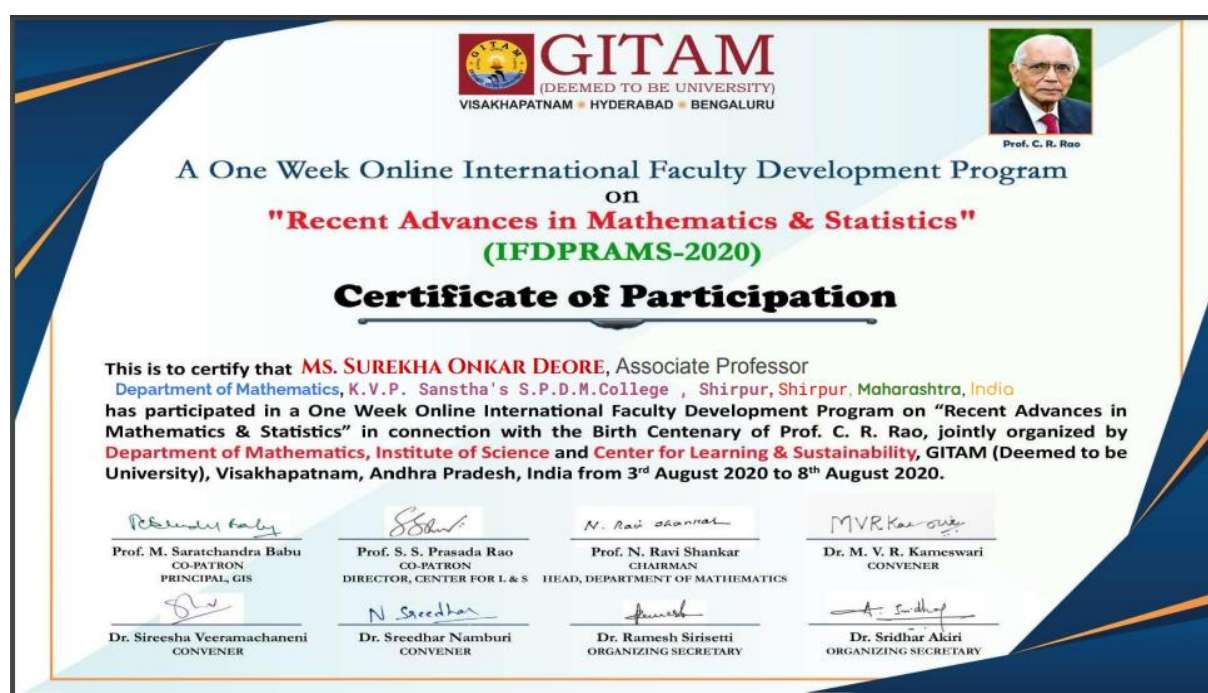 GITAM
GITAM
(DEEMED TO BE UNIVERSITY)
VISAKHAPATNAM HYDERABAD BENGALURU
Prof. C. R. Rao
A One Week Online International Faculty Development Program
on
"Recent Advances in Mathematics & Statistics"
(IFDPRAMS-2020)
Certificate of Participation
This is to certify that MS. SUREKHA ONKAR DEORE, Associate Professor
Department of Mathematics, K.V.P. Sanstha's S.P.D.M.College , Shirpur, Shirpur, Maharashtra, India
has participated in a One Week Online International Faculty Development Program on “Recent Advances in
Mathematics & Statistics” in connection with the Birth Centenary of Prof. C. R. Rao, jointly organized by
Department of Mathematics, Institute of Science and Center for Learning & Sustainability, GITAM (Deemed to be
University), Visakhapatnam, Andhra Pradesh, India from 3rd August 2020 to 8th August 2020.
N. Ravi Shankar
MVRKameswari
Prof. M. Saratchandra Babu
CO-PATRON
PRINCIPAL, GIS
Prof. S. S. Prasada Rao
CO-PATRON
DIRECTOR, CENTER FOR L & S
Prof. N. Ravi Shankar
CHAIRMAN
HEAD, DEPARTMENT OF MATHEMATICS
Dr. M. V. R. Kameswari
CONVENER
N Sreedhar
Ramesh
A. Sridhar
Dr. Sireesha Veeramachaneni
CONVENER
Dr. Sreedhar Namburi
CONVENER
Dr. Ramesh Sirisetti
ORGANIZING SECRETARY
Dr. Sridhar Akiri
ORGANIZING SECRETARY